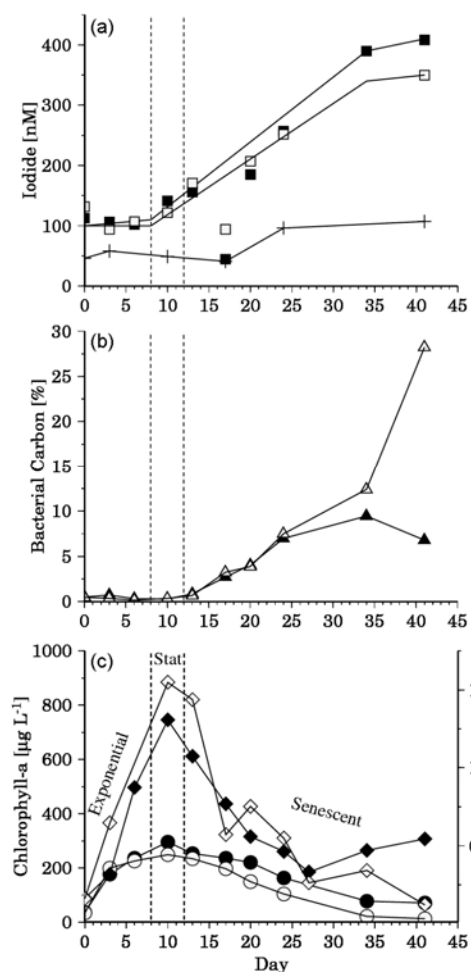 (a)
Iodide [nM]
400
300
200
100
0
0 5 10 15 20 25 30 35 40 45
(b)
Bacterial Carbon [%]
30
25
20
15
10
5
0
0 5 10 15 20 25 30 35 40 45
(c)
Stat
Exponential
Senescent
Chlorophyll-a [µg L⁻¹]
1000
800
600
400
200
0
0 5 10 15 20 25 30 35 40 45
Day